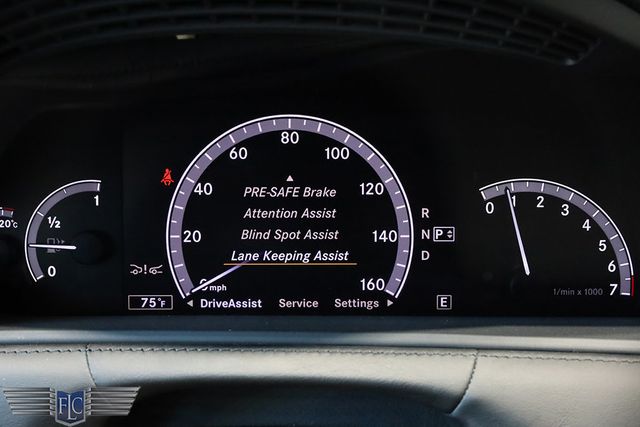 80
60 100
40 120
20 140
0 mph 160
PRE-SAFE Brake
Attention Assist
Blind Spot Assist
Lane Keeping Assist
DriveAssist Service Settings
R
N P
D
E
75°F
1
½
0
20°C
0 1 2 3 4 5 6 7
1/min x 1000
FLC